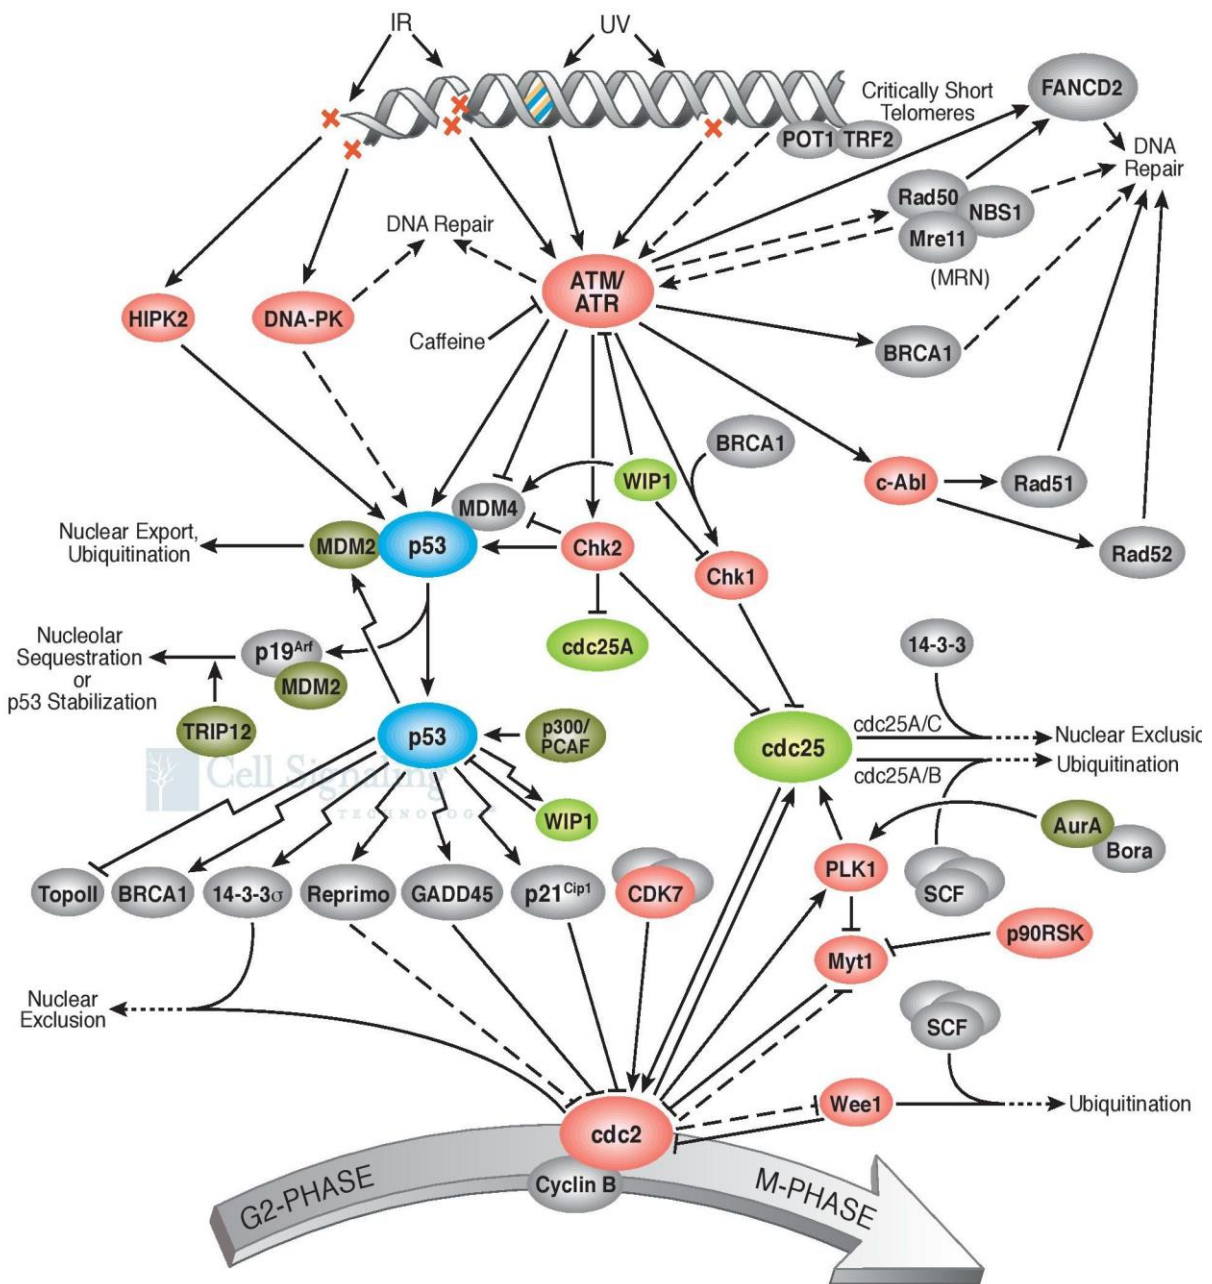 IR
UV
Critically Short
Telomeres
FANCD2
POT1
TRF2
DNA
Repair
Rad50
NBS1
Mre11
(MRN)
DNA Repair
ATM/
ATR
HIPK2
DNA-PK
Caffeine
BRCA1
BRCA1
WIP1
c-Abl
Rad51
MDM4
Nuclear Export,
Ubiquitination
MDM2
p53
Chk2
Chk1
Rad52
Nucleolar
Sequestration
or
p53 Stabilization
p19Arf
MDM2
cdc25A
14-3-3
TRIP12
p53
p300/
PCAF
cdc25
cdc25A/C
Nuclear Exclusic
cdc25A/B
Ubiquitination
Cell Signaling
TECHNOLOGY®
WIP1
AurA
Bora
TopoII
BRCA1
14-3-3σ
Reprimo
GADD45
p21Cip1
CDK7
PLK1
SCF
p90RSK
Myt1
Nuclear
Exclusion
SCF
Wee1
Ubiquitination
cdc2
Cyclin B
G2-PHASE
M-PHASE